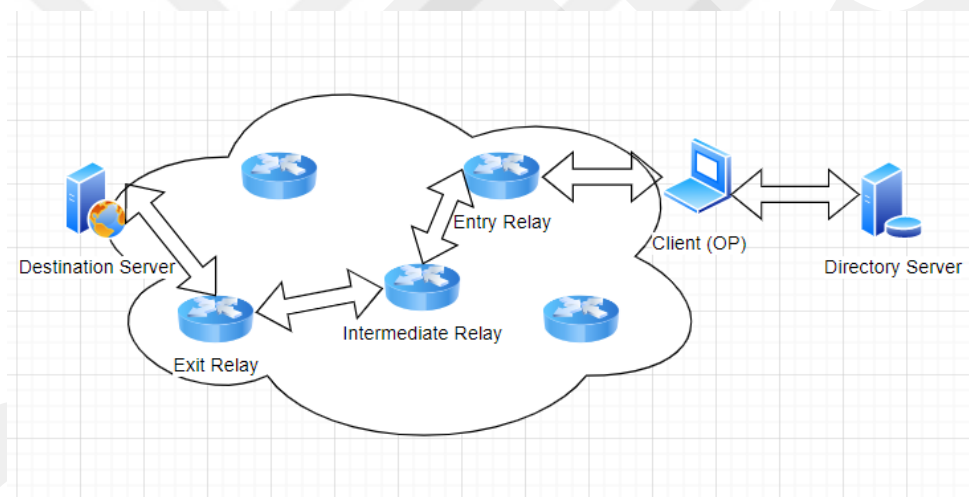 Entry Relay
Client (OP)
Destination Server
Directory Server
Intermediate Relay
Exit Relay